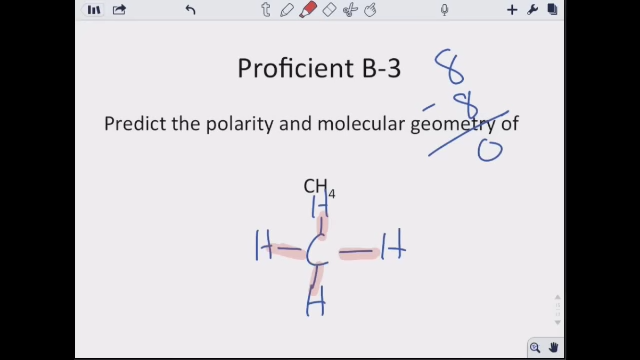 Proficient B-3
8
- 8
Predict the polarity and molecular geometry of
0
CH₄
H
H C H
H